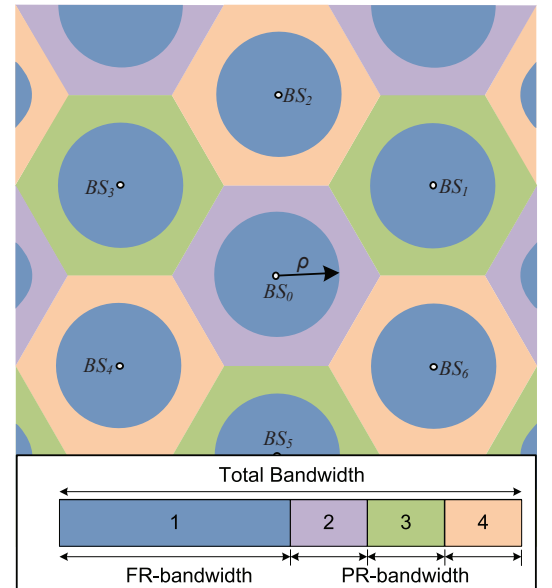 BS2
BS3
BS1
ρ
BS0
BS4
BS6
BS5
Total Bandwidth
1 2 3 4
FR-bandwidth PR-bandwidth